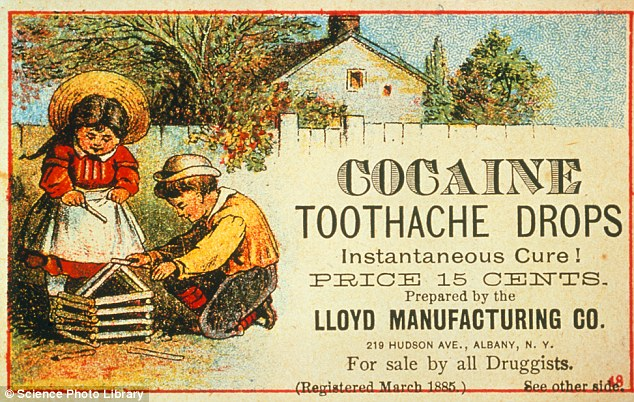 COCAINE
TOOTHACHE DROPS
Instantaneous Cure!
PRICE 15 CENTS.
Prepared by the
LLOYD MANUFACTURING CO.
219 HUDSON AVE., ALBANY, N. Y.
For sale by all Druggists.
(Registered March 1885.) See other side.
18
© Science Photo Library